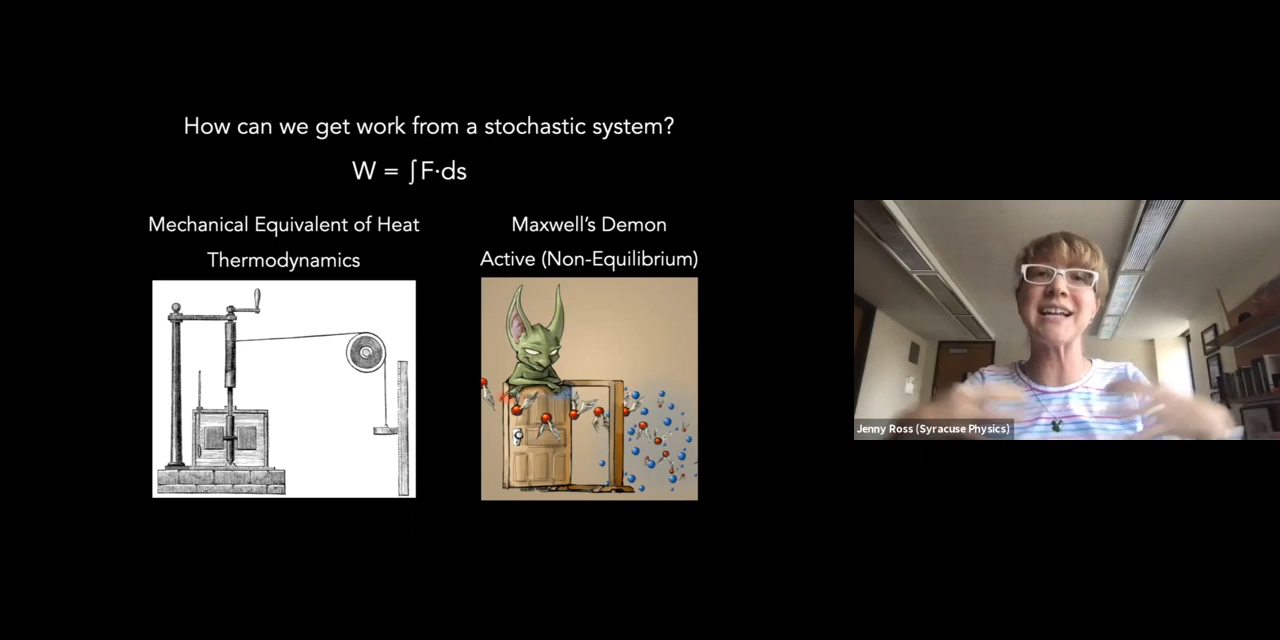 How can we get work from a stochastic system?
W = ∫F·ds
Mechanical Equivalent of Heat
Thermodynamics
Maxwell's Demon
Active (Non-Equilibrium)
Jenny Ross (Syracuse Physics)